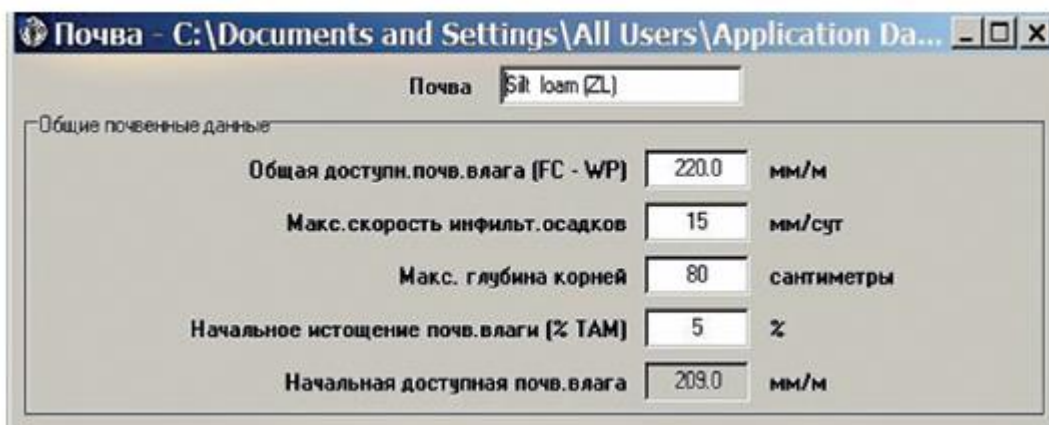 Почва - C:\Documents and Settings\All Users\Application Da...
Почва Silt loam (ZL)
Общие почвенные данные
Общая доступн.почв.влага (FC - WP) 220.0 мм/м
Макс.скорость инфильт.осадков 15 мм/сут
Макс. глубина корней 80 сантиметры
Начальное истощение почв.влаги (% TAM) 5 %
Начальная доступная почв.влага 209.0 мм/м